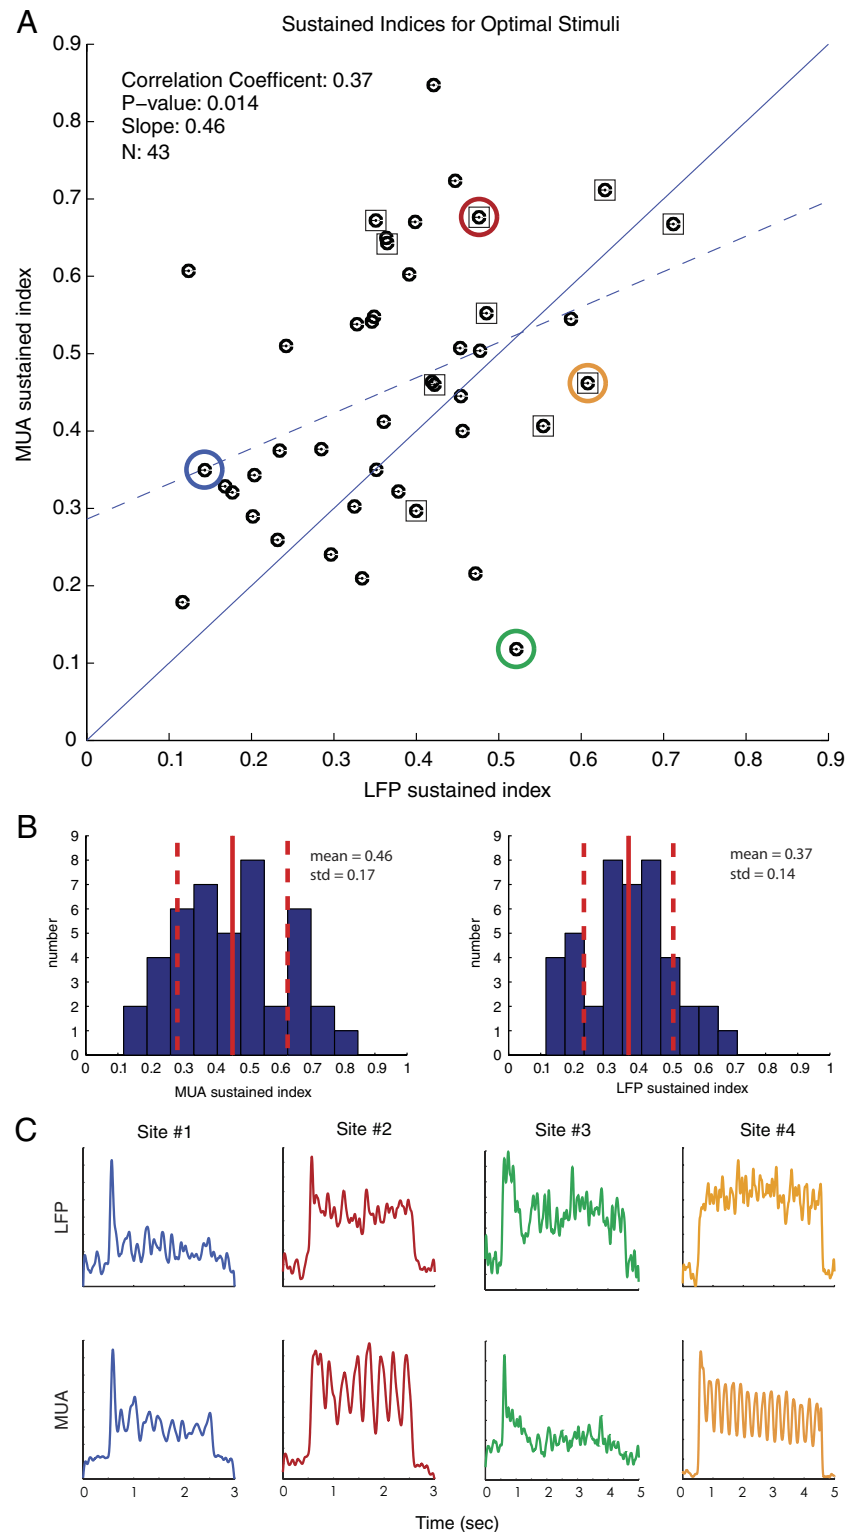 A
Sustained Indices for Optimal Stimuli
Correlation Coefficent: 0.37
P-value: 0.014
Slope: 0.46
N: 43
MUA sustained index
0.9
0.8
0.7
0.6
0.5
0.4
0.3
0.2
0.1
0
0 0.1 0.2 0.3 0.4 0.5 0.6 0.7 0.8 0.9
LFP sustained index
B
number
9
8
7
6
5
4
3
2
1
0
mean = 0.46
std = 0.17
0 0.1 0.2 0.3 0.4 0.5 0.6 0.7 0.8 0.9 1
MUA sustained index
number
9
8
7
6
5
4
3
2
1
0
mean = 0.37
std = 0.14
0 0.1 0.2 0.3 0.4 0.5 0.6 0.7 0.8 0.9 1
LFP sustained index
C
Site #1 Site #2 Site #3 Site #4
LFP
MUA
0 1 2 3
0 1 2 3
0 1 2 3 4 5
0 1 2 3 4 5
Time (sec)